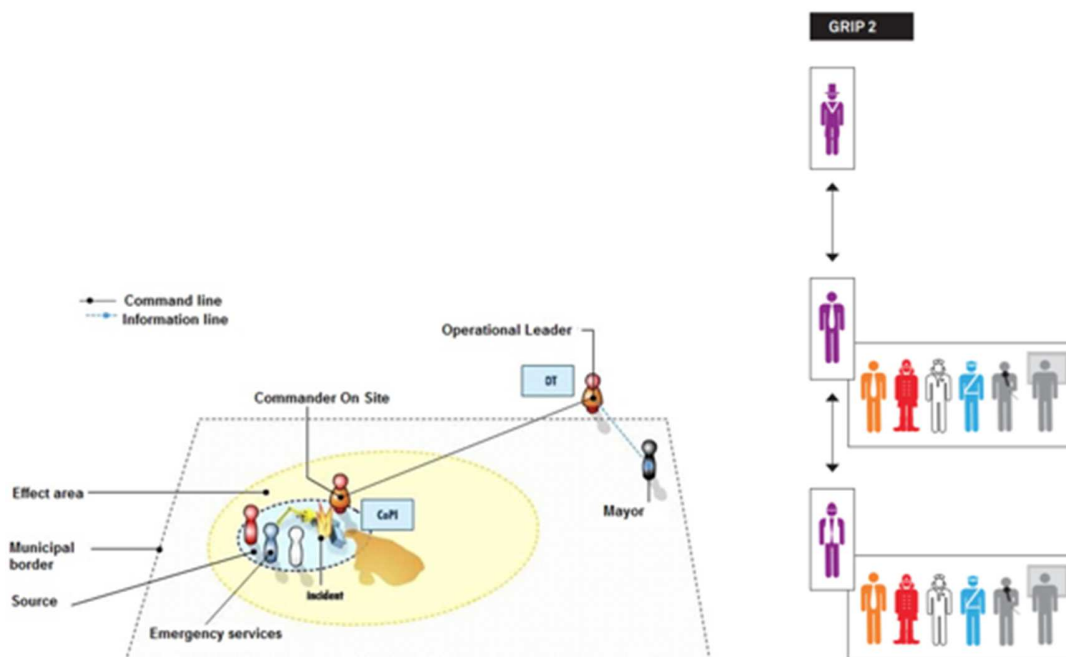 GRIP 2
Command line
Information line
Operational Leader
DT
Commander On Site
Effect area
CoPI
Mayor
Municipal
border
Source
Incident
Emergency services